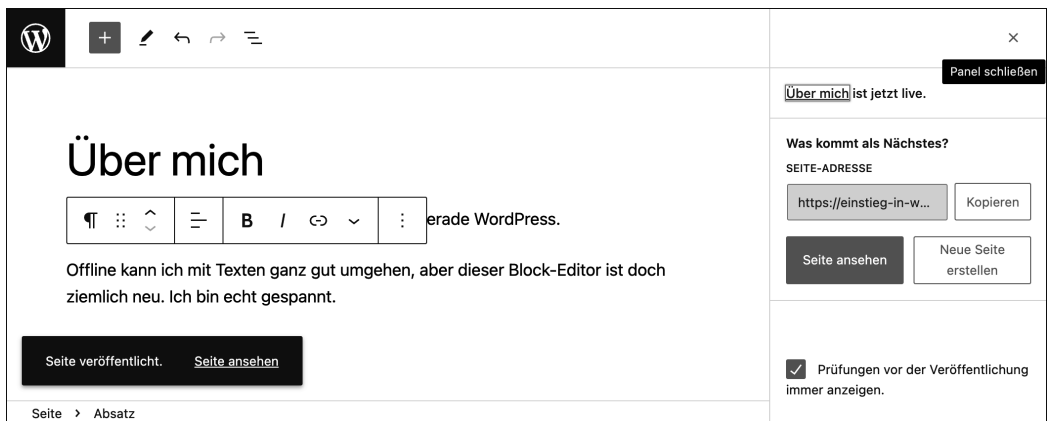 Panel schließen
Über mich ist jetzt live.
Über mich
B I
erade WordPress.
Offline kann ich mit Texten ganz gut umgehen, aber dieser Block-Editor ist doch
ziemlich neu. Ich bin echt gespannt.
Seite veröffentlicht. Seite ansehen
Seite > Absatz
Was kommt als Nächstes?
SEITE-ADRESSE
https://einstieg-in-w... Kopieren
Seite ansehen
Neue Seite
erstellen
Prüfungen vor der Veröffentlichung
immer anzeigen.